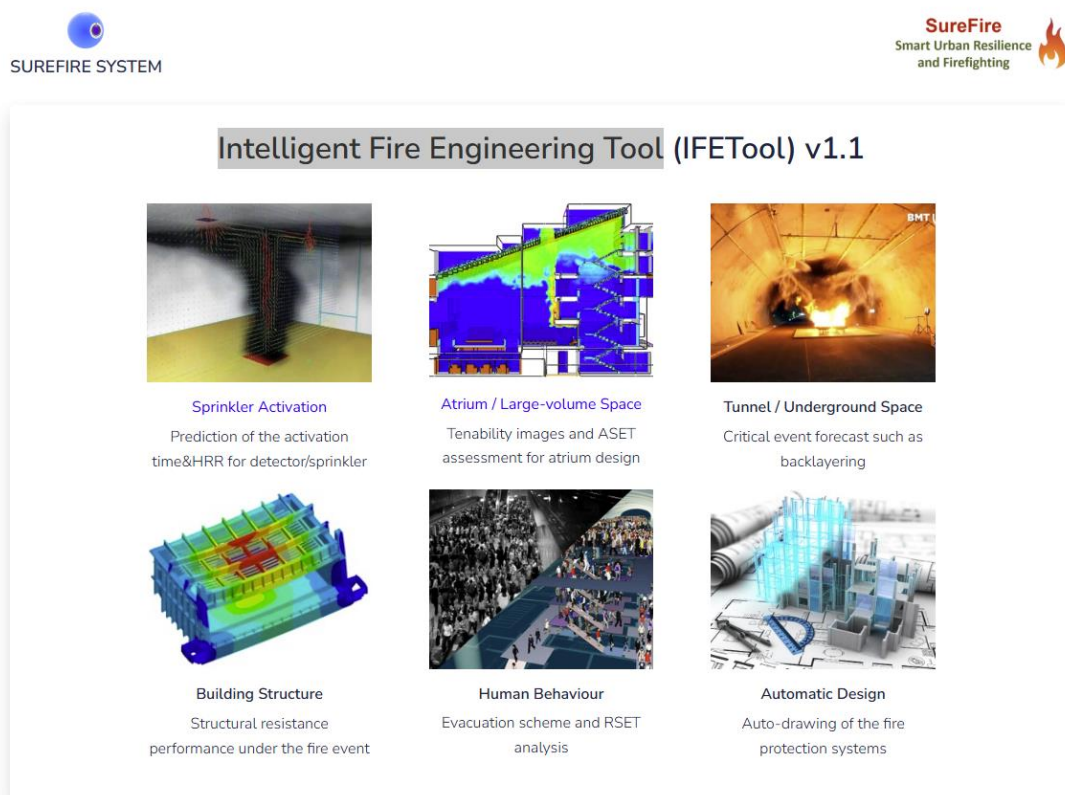 SUREFIRE SYSTEM
SureFire
Smart Urban Resilience
and Firefighting
Intelligent Fire Engineering Tool (IFETool) v1.1
BMT
Sprinkler Activation
Prediction of the activation
time&HRR for detector/sprinkler
Atrium / Large-volume Space
Tenability images and ASET
assessment for atrium design
Tunnel / Underground Space
Critical event forecast such as
backlayering
Building Structure
Structural resistance
performance under the fire event
Human Behaviour
Evacuation scheme and RSET
analysis
Automatic Design
Auto-drawing of the fire
protection systems